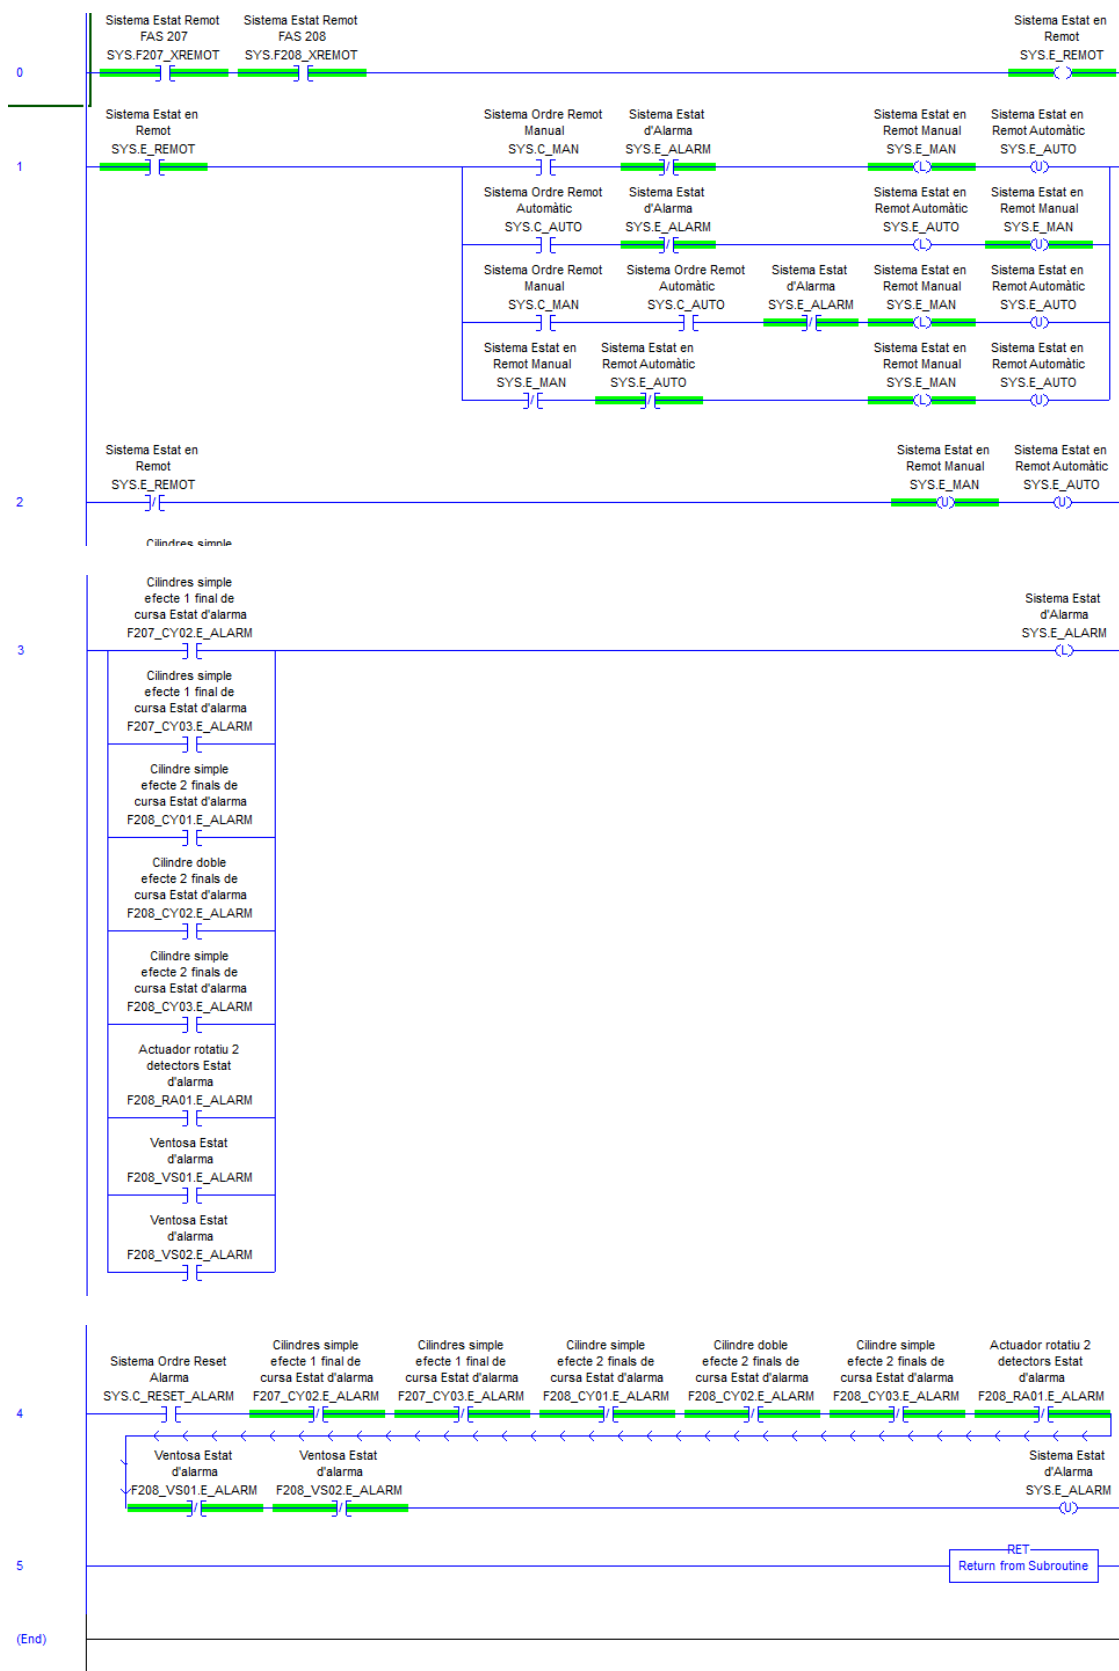 Sistema Estat Remot Sistema Estat Remot Sistema Estat en
FAS 207 FAS 208 Remot
SYS.F207_XREMOT SYS.F208_XREMOT SYS.E_REMOT
0
Sistema Estat en Sistema Ordre Remot Sistema Estat Sistema Estat en Sistema Estat en
Remot Manual d'Alarma Remot Manual Remot Automàtic
SYS.E_REMOT SYS.C_MAN SYS.E_ALARM SYS.E_MAN SYS.E_AUTO
1 / L U
Sistema Ordre Remot Sistema Estat Sistema Estat en Sistema Estat en
Automàtic d'Alarma Remot Automàtic Remot Manual
SYS.C_AUTO SYS.E_ALARM SYS.E_AUTO SYS.E_MAN
/ L U
Sistema Ordre Remot Sistema Ordre Remot Sistema Estat Sistema Estat en Sistema Estat en
Manual Automàtic d'Alarma Remot Manual Remot Automàtic
SYS.C_MAN SYS.C_AUTO SYS.E_ALARM SYS.E_MAN SYS.E_AUTO
/ L U
Sistema Estat en Sistema Estat en Sistema Estat en Sistema Estat en
Remot Manual Remot Automàtic Remot Manual Remot Automàtic
SYS.E_MAN SYS.E_AUTO SYS.E_MAN SYS.E_AUTO
/ / L U
Sistema Estat en Sistema Estat en Sistema Estat en
Remot Remot Manual Remot Automàtic
SYS.E_REMOT SYS.E_MAN SYS.E_AUTO
2 / U U
Cilindres simple
Cilindres simple
efecte 1 final de Sistema Estat
cursa Estat d'alarma d'Alarma
F207_CY02.E_ALARM SYS.E_ALARM
3 L
Cilindres simple
efecte 1 final de
cursa Estat d'alarma
F207_CY03.E_ALARM
Cilindre simple
efecte 2 finals de
cursa Estat d'alarma
F208_CY01.E_ALARM
Cilindre doble
efecte 2 finals de
cursa Estat d'alarma
F208_CY02.E_ALARM
Cilindre simple
efecte 2 finals de
cursa Estat d'alarma
F208_CY03.E_ALARM
Actuador rotatiu 2
detectors Estat
d'alarma
F208_RA01.E_ALARM
Ventosa Estat
d'alarma
F208_VS01.E_ALARM
Ventosa Estat
d'alarma
F208_VS02.E_ALARM
Cilindres simple Cilindres simple Cilindre simple Cilindre doble Cilindre simple Actuador rotatiu 2
Sistema Ordre Reset efecte 1 final de efecte 1 final de efecte 2 finals de efecte 2 finals de efecte 2 finals de detectors Estat
Alarma cursa Estat d'alarma cursa Estat d'alarma cursa Estat d'alarma cursa Estat d'alarma cursa Estat d'alarma d'alarma
SYS.C_RESET_ALARM F207_CY02.E_ALARM F207_CY03.E_ALARM F208_CY01.E_ALARM F208_CY02.E_ALARM F208_CY03.E_ALARM F208_RA01.E_ALARM
4 / / / / / /
Ventosa Estat Ventosa Estat Sistema Estat
d'alarma d'alarma d'Alarma
F208_VS01.E_ALARM F208_VS02.E_ALARM SYS.E_ALARM
/ / U
RET
5 Return from Subroutine
(End)